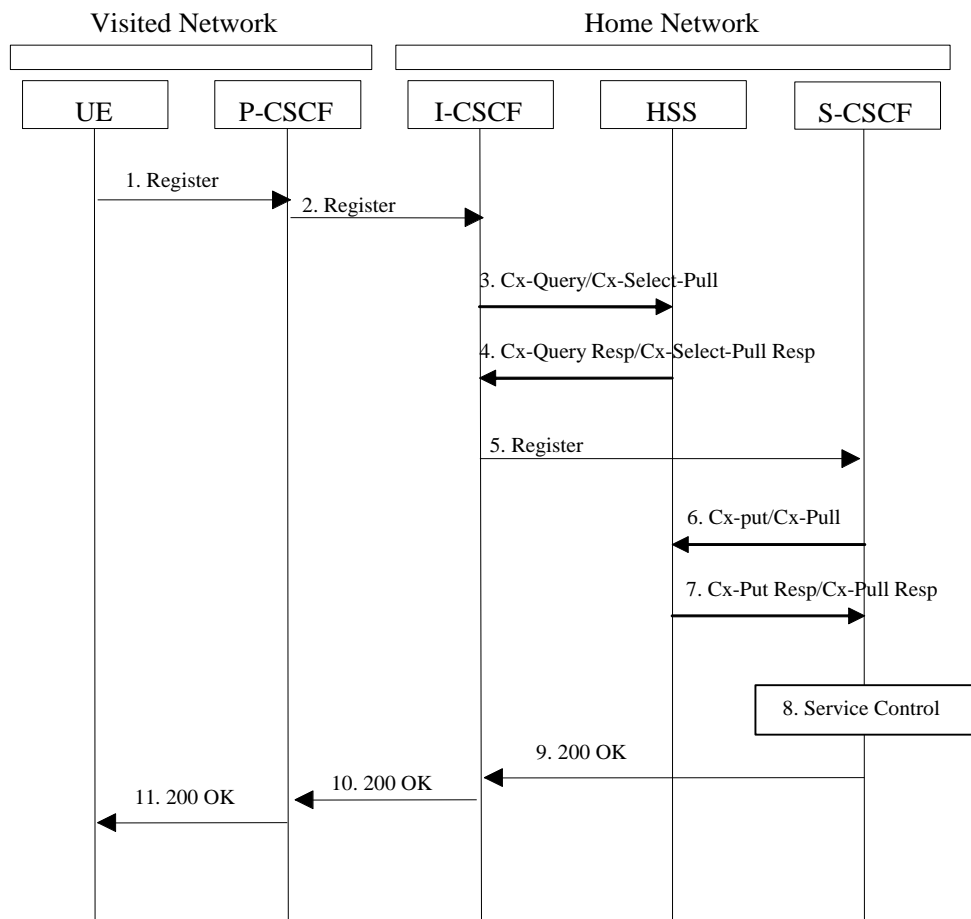 Visited Network
Home Network
UE
P-CSCF
I-CSCF
HSS
S-CSCF
1. Register
2. Register
3. Cx-Query/Cx-Select-Pull
4. Cx-Query Resp/Cx-Select-Pull Resp
5. Register
6. Cx-put/Cx-Pull
7. Cx-Put Resp/Cx-Pull Resp
8. Service Control
9. 200 OK
10. 200 OK
11. 200 OK